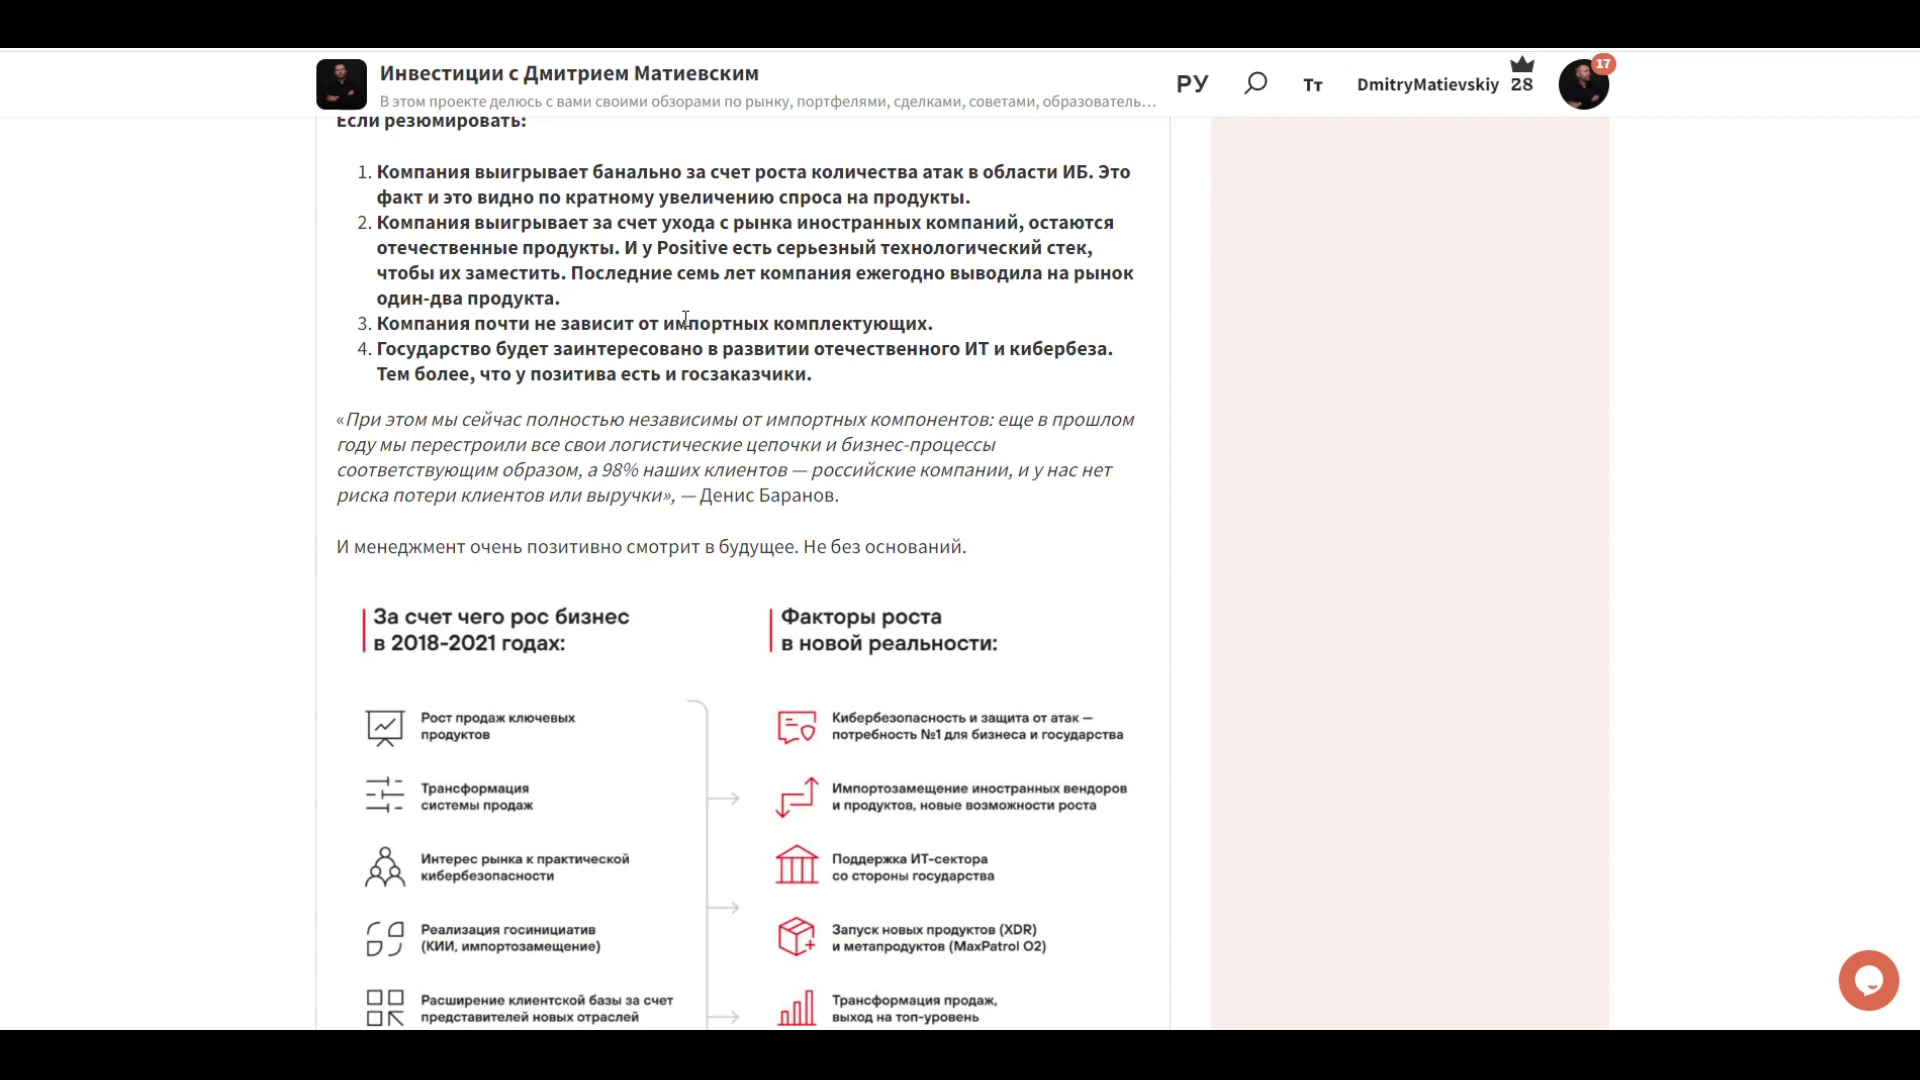 Инвестиции с Дмитрием Матиевским
В этом проекте делюсь с вами своими обзорами по рынку, портфелями, сделками, советами, образователь…
РУ
Тт
DmitryMatievskiy
28
17
Если резюмировать:
1. Компания выигрывает банально за счет роста количества атак в области ИБ. Это
факт и это видно по кратному увеличению спроса на продукты.
2. Компания выигрывает за счет ухода с рынка иностранных компаний, остаются
отечественные продукты. И у Positive есть серьезный технологический стек,
чтобы их заместить. Последние семь лет компания ежегодно выводила на рынок
один-два продукта.
3. Компания почти не зависит от импортных комплектующих.
4. Государство будет заинтересовано в развитии отечественного ИТ и кибербеза.
Тем более, что у позитива есть и госзаказчики.
«При этом мы сейчас полностью независимы от импортных компонентов: еще в прошлом
году мы перестроили все свои логистические цепочки и бизнес-процессы
соответствующим образом, а 98% наших клиентов — российские компании, и у нас нет
риска потери клиентов или выручки», — Денис Баранов.
И менеджмент очень позитивно смотрит в будущее. Не без оснований.
За счет чего рос бизнес
в 2018-2021 годах:
Рост продаж ключевых
продуктов
Трансформация
системы продаж
Интерес рынка к практической
кибербезопасности
Реализация госинициатив
(КИИ, импортозамещение)
Расширение клиентской базы за счет
представителей новых отраслей
Факторы роста
в новой реальности:
Кибербезопасность и защита от атак —
потребность №1 для бизнеса и государства
Импортозамещение иностранных вендоров
и продуктов, новые возможности роста
Поддержка ИТ-сектора
со стороны государства
Запуск новых продуктов (XDR)
и метапродуктов (MaxPatrol O2)
Трансформация продаж,
выход на топ-уровень